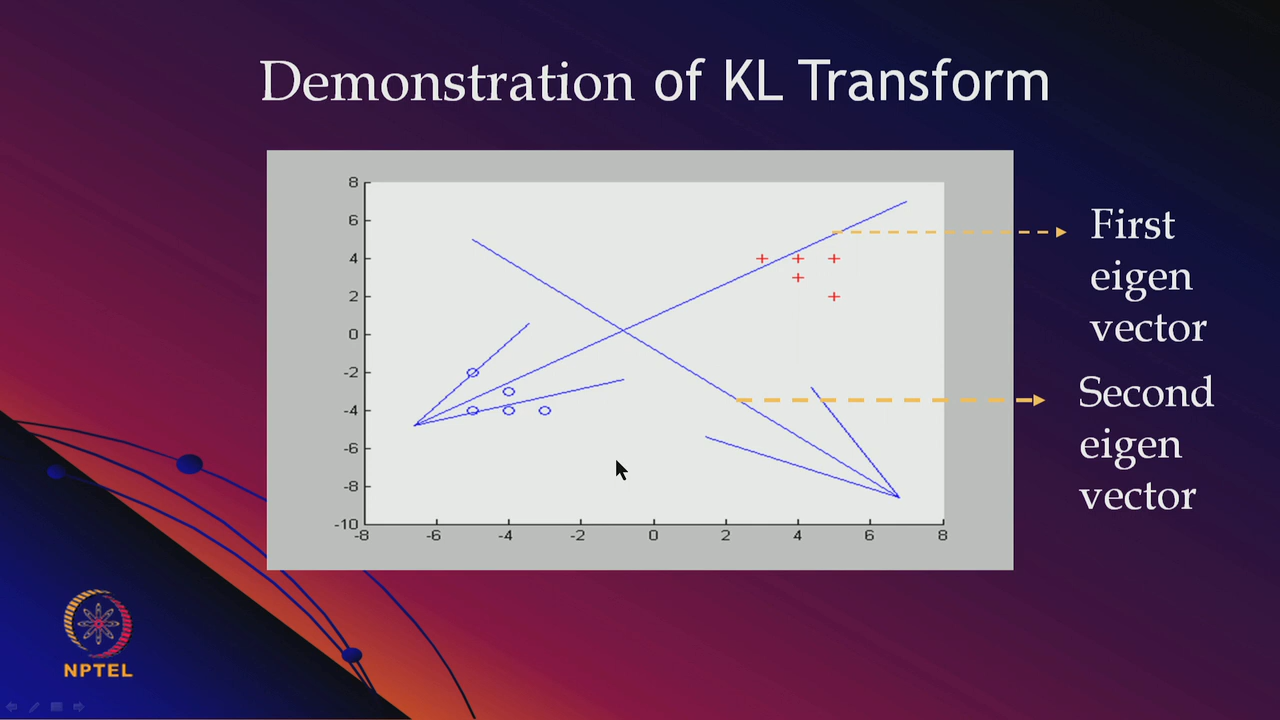 Demonstration of KL Transform
8
6
4
2
0
-2
-4
-6
-8
-10
-8 -6 -4 -2 0 2 4 6 8
First
eigen
vector
Second
eigen
vector
NPTEL